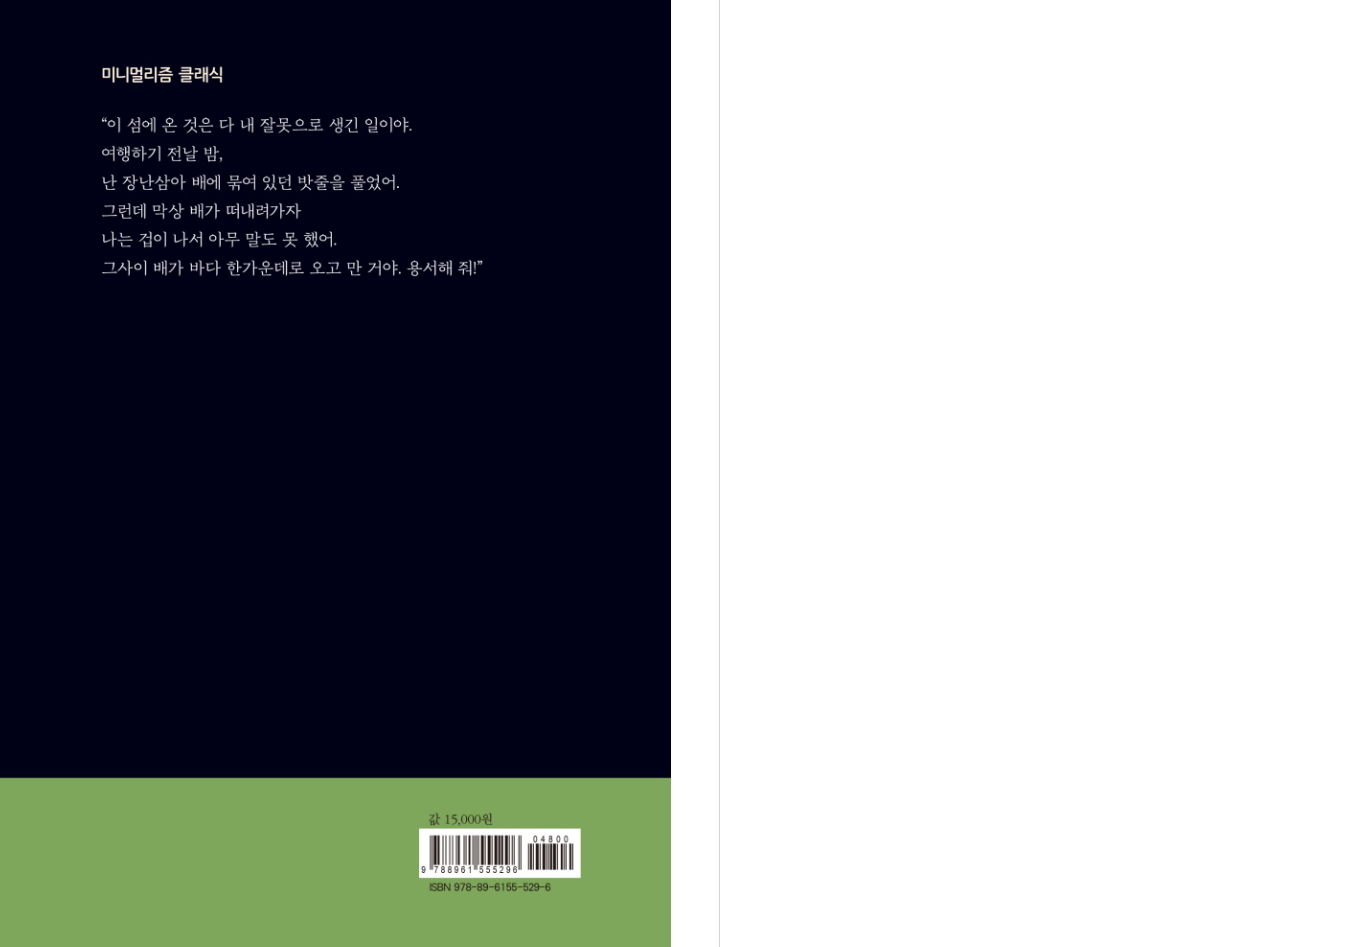 미니멀리즘 클래식
“이 섬에 온 것은 다 내 잘못으로 생긴 일이야.
여행하기 전날 밤,
난 장난삼아 배에 묶여 있던 밧줄을 풀었어.
그런데 막상 배가 떠내려가자
나는 겁이 나서 아무 말도 못 했어.
그사이 배가 바다 한가운데로 오고 만 거야. 용서해 줘!”
값 15,000원
04800
9 788961 555296
ISBN 978-89-6155-529-6